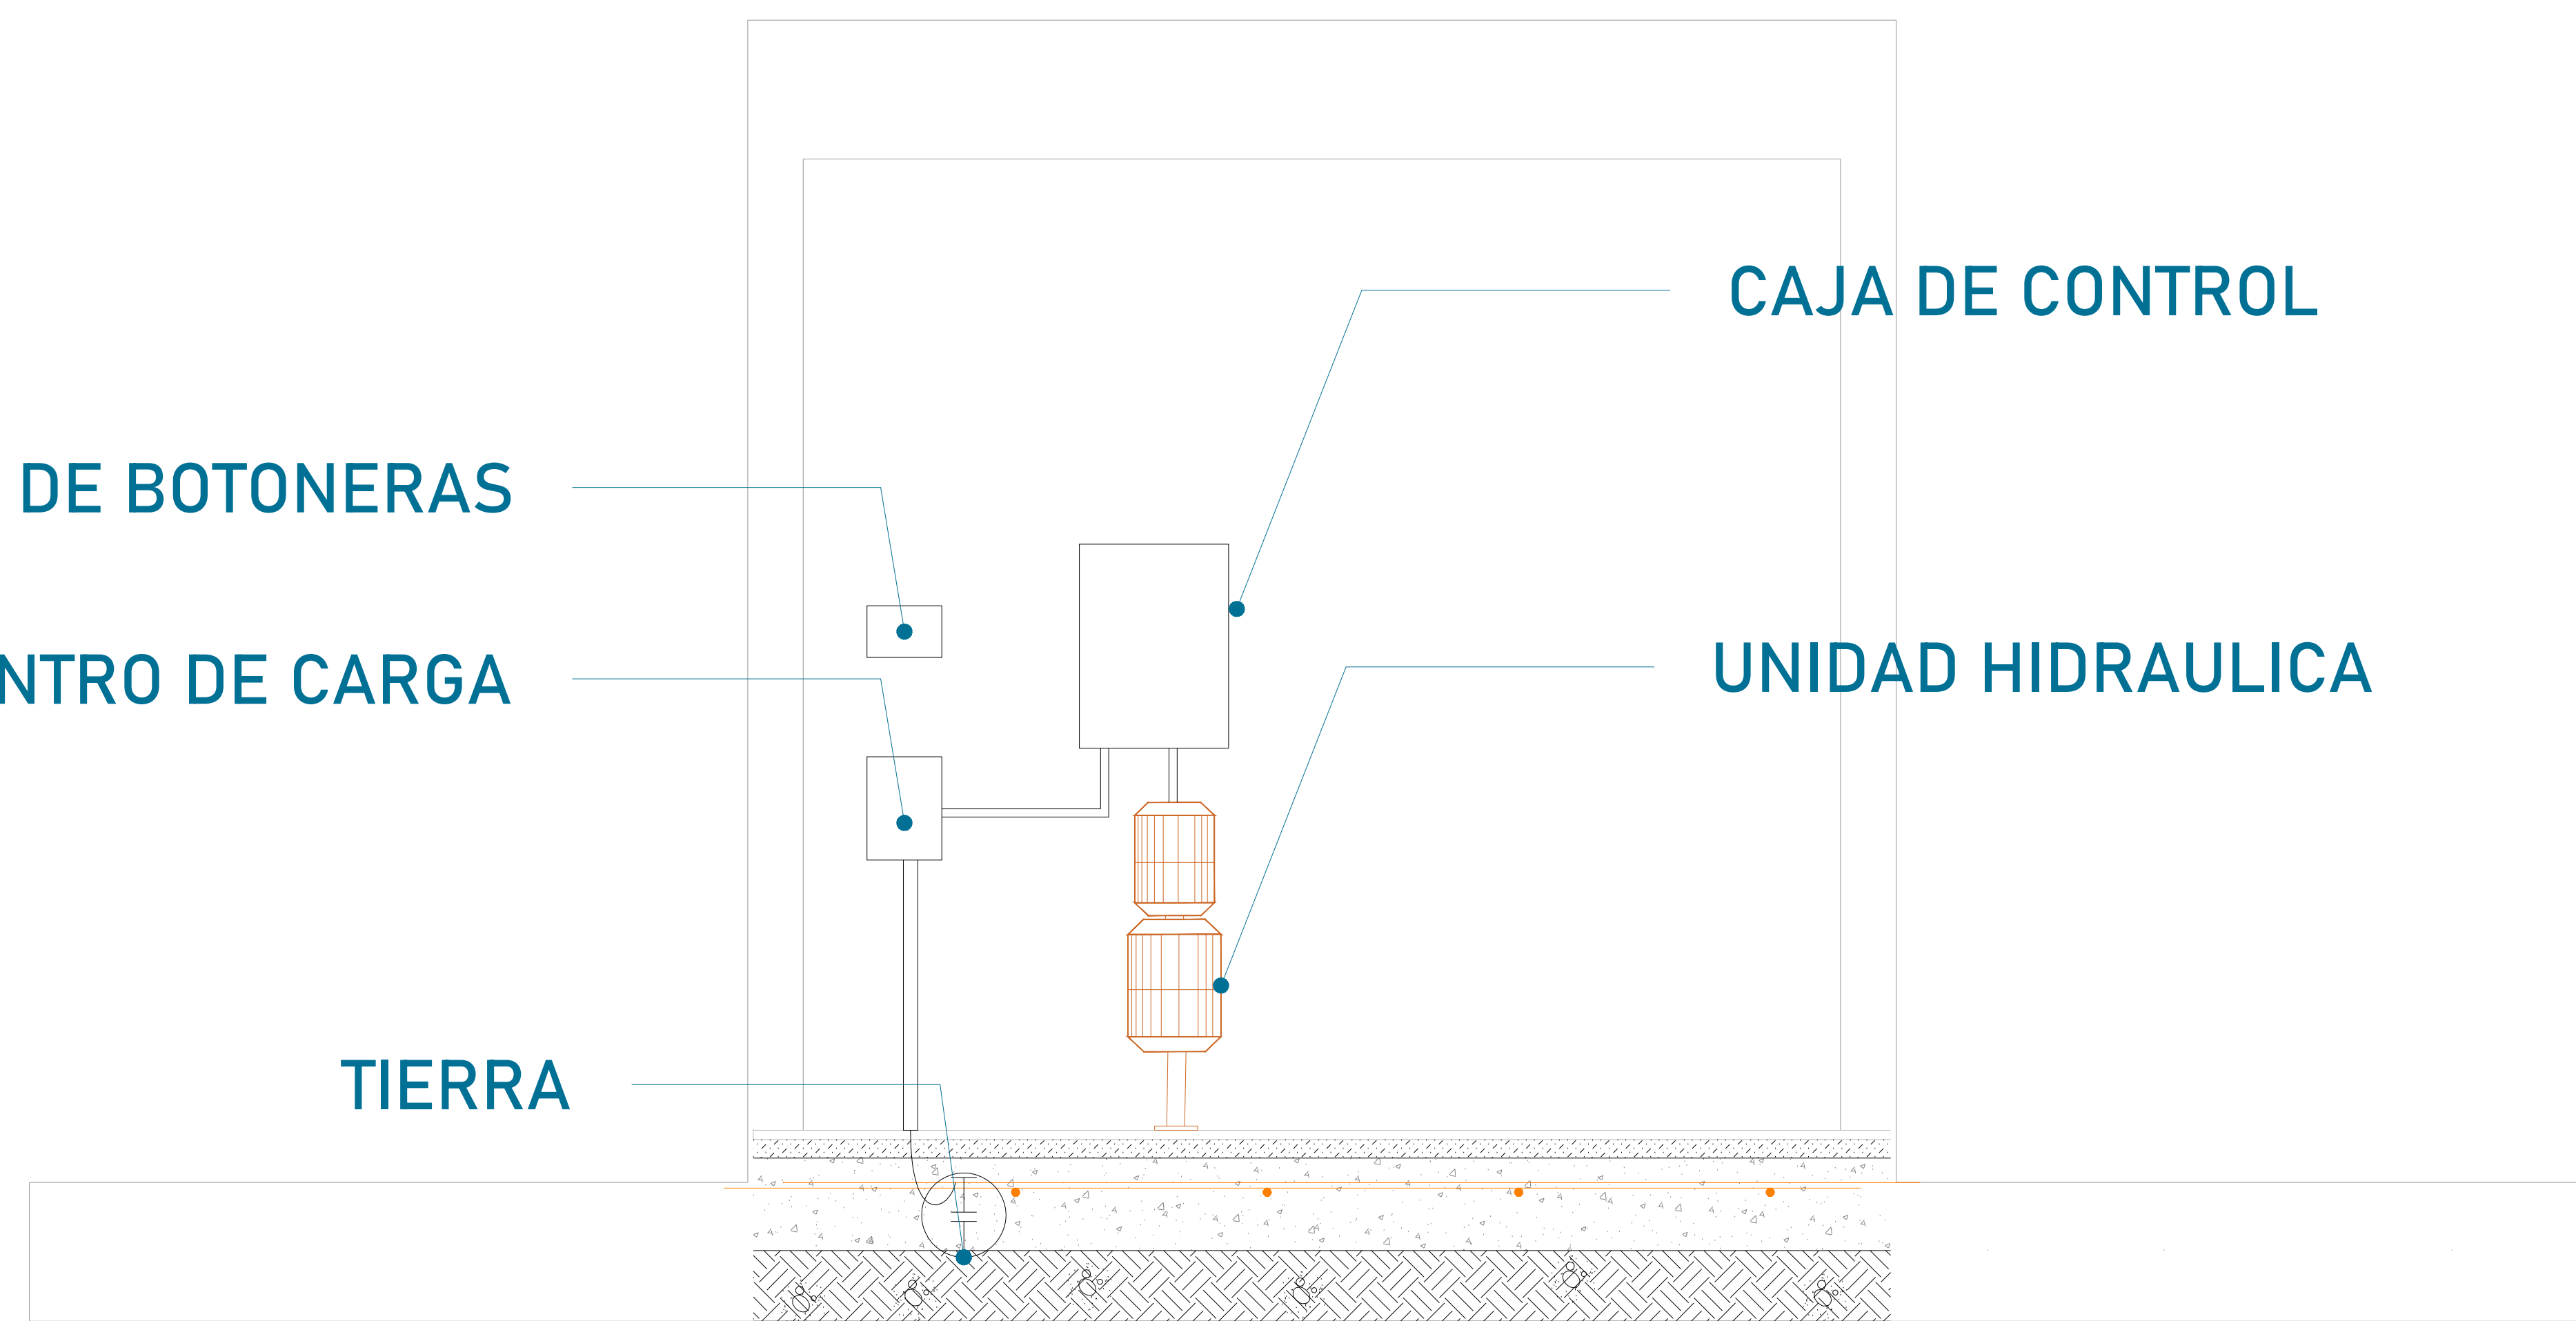 CAJA DE CONTROL
DE BOTONERAS
UNIDAD HIDRAULICA
NTRO DE CARGA
TIERRA